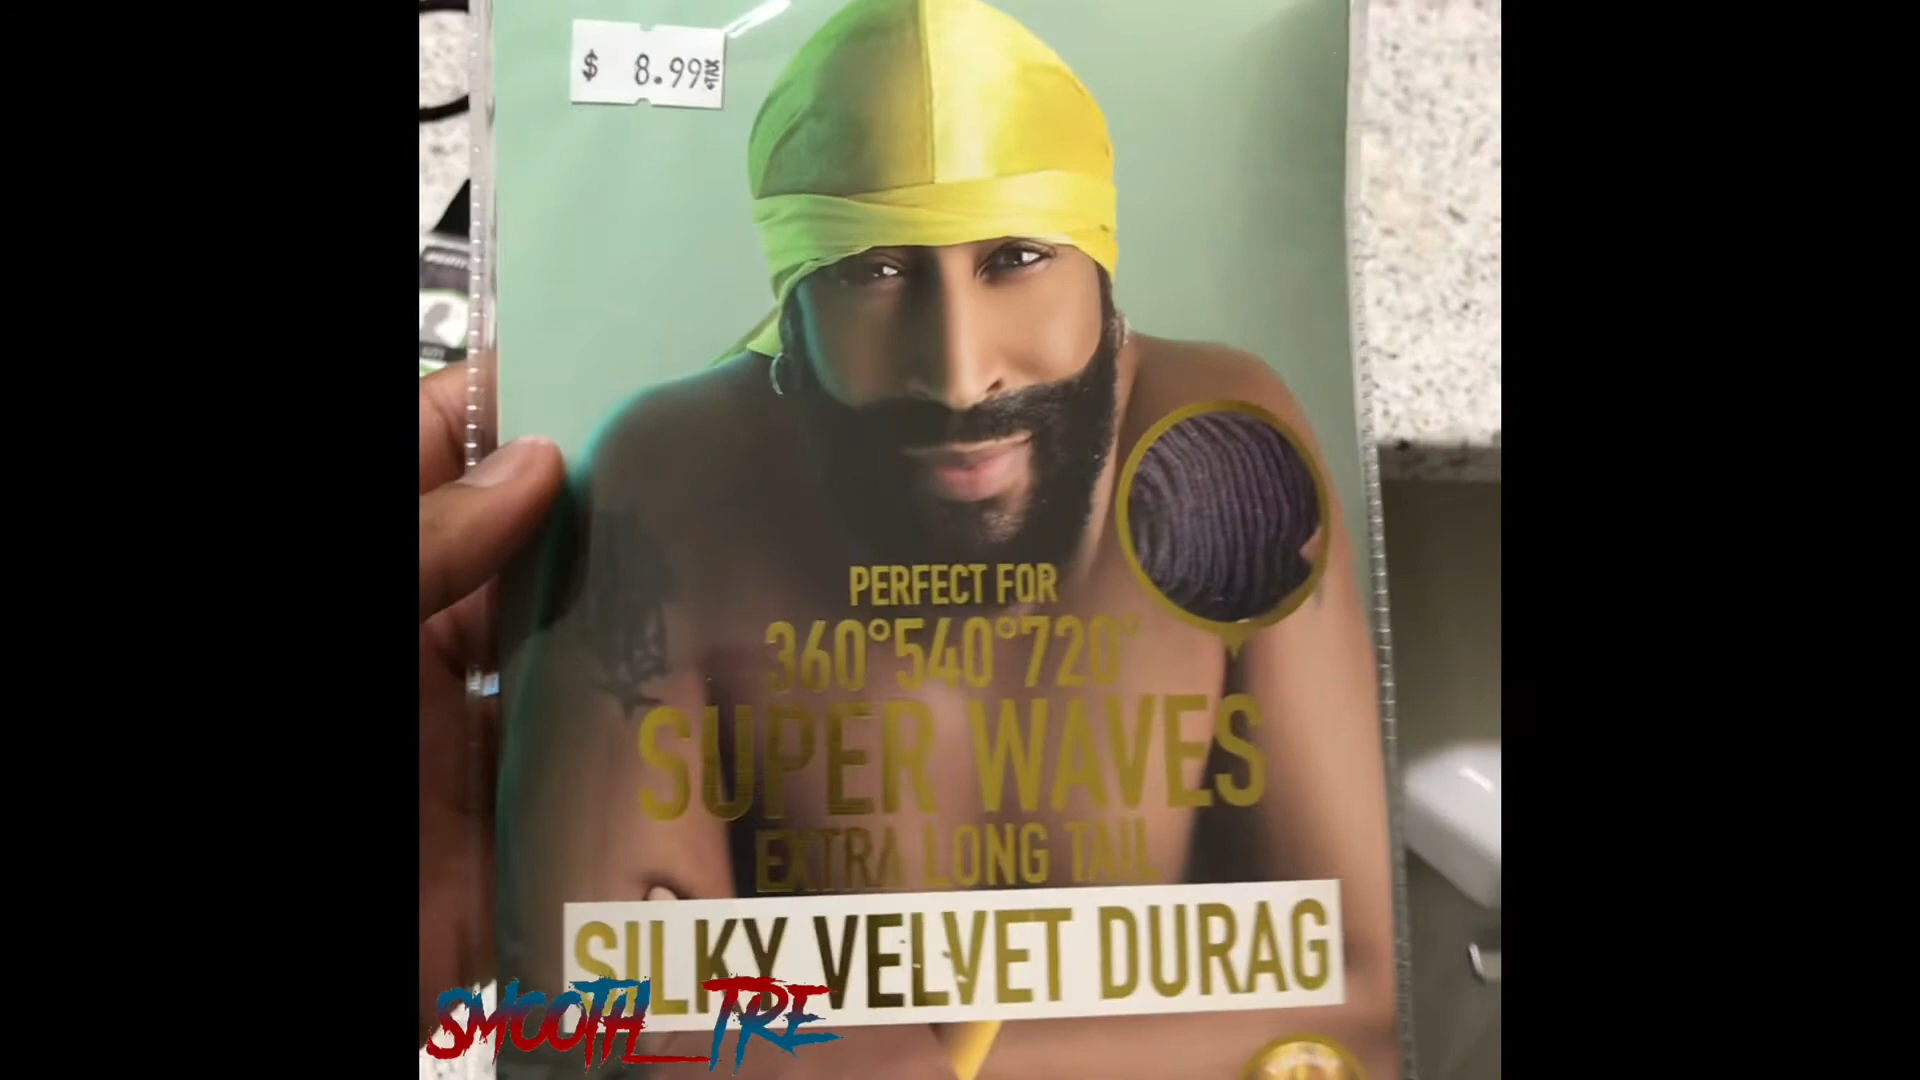 $ 8.99+TAX
PERFECT FOR
360°540°720°
SUPER WAVES
EXTRA LONG TAIL
SILKY VELVET DURAG
SMOOTH_TRE